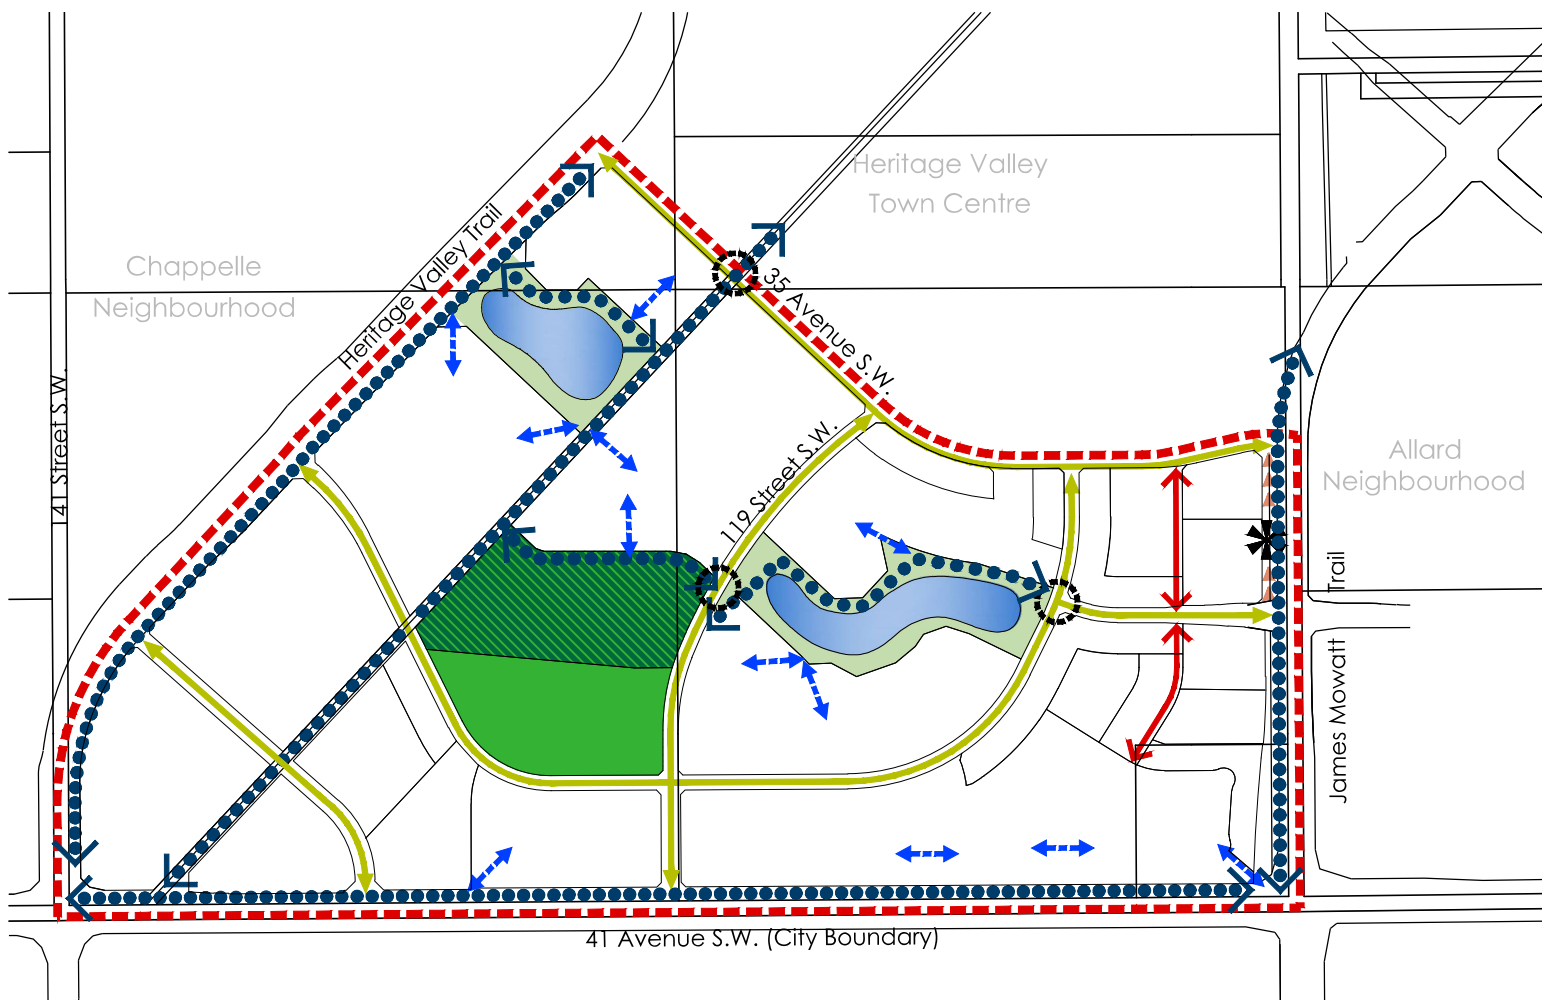 Heritage Valley
Town Centre
Chappelle
Neighbourhood
Heritage Valley Trail
35 Avenue S.W.
141 Street S.W.
119 Street S.W.
Allard
Neighbourhood
James Mowatt Trail
41 Avenue S.W. (City Boundary)